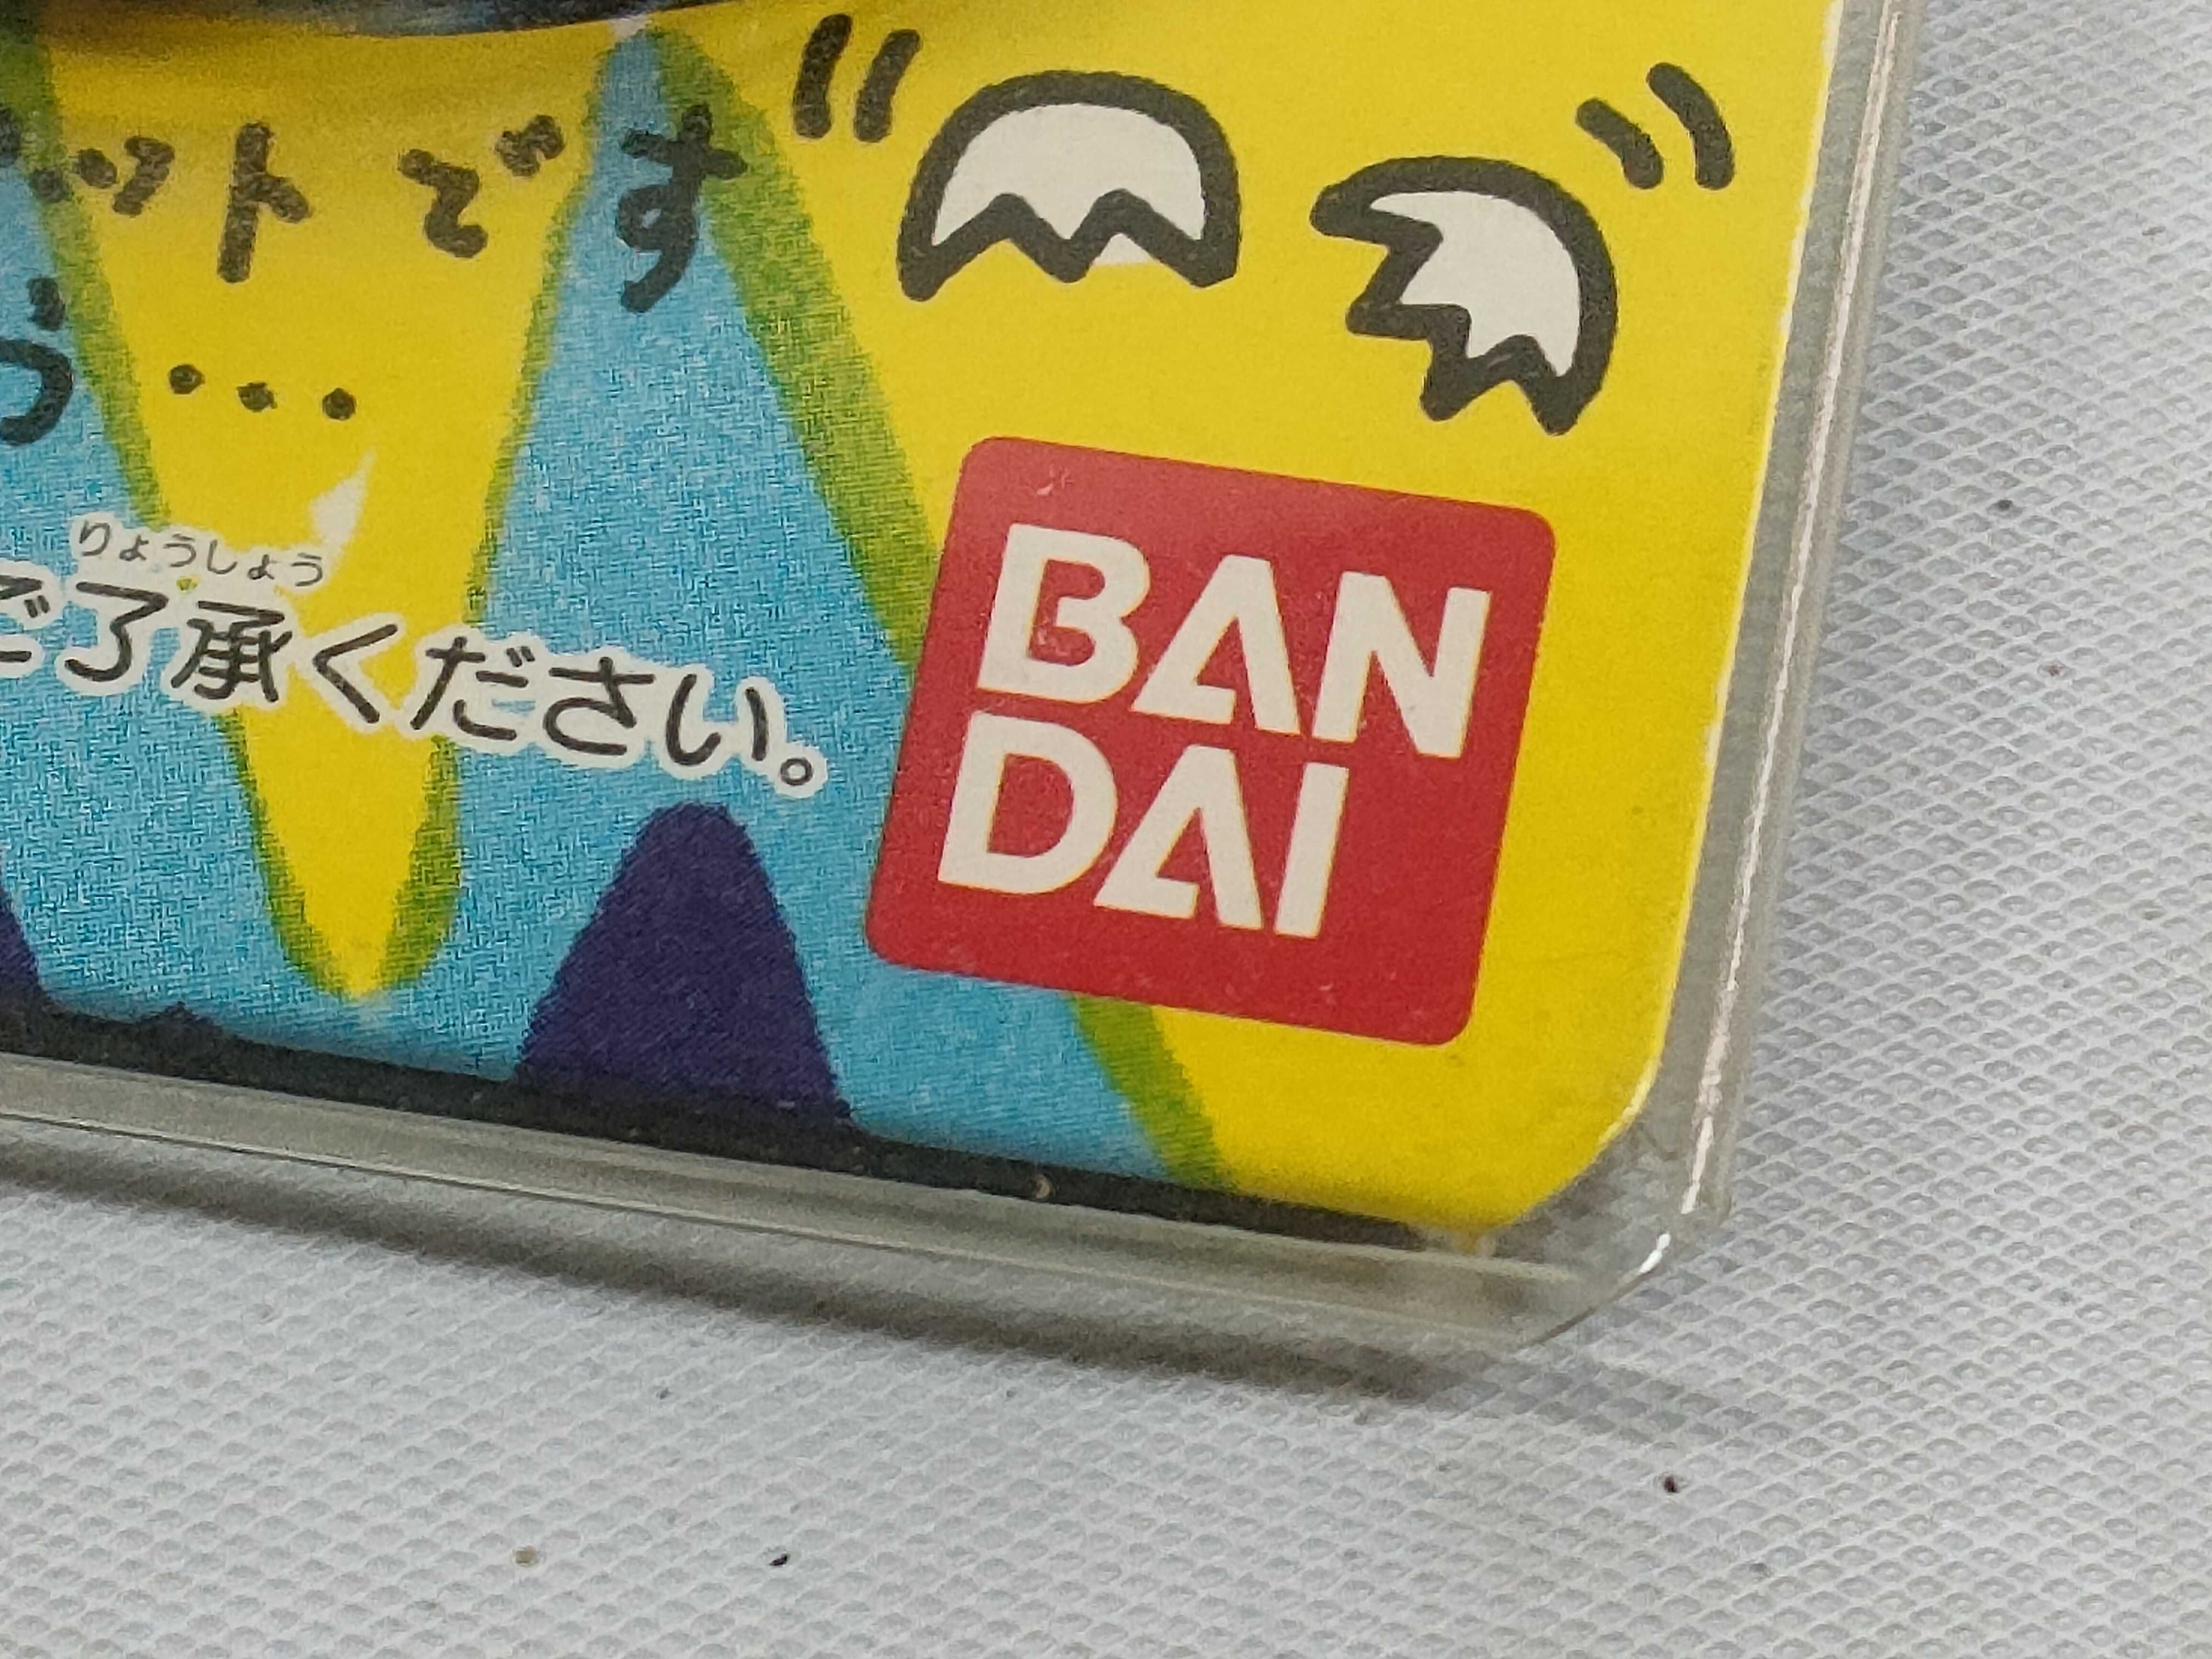 ットです
う・・・
りょうしょう
ご了承ください。
BAN
DAI